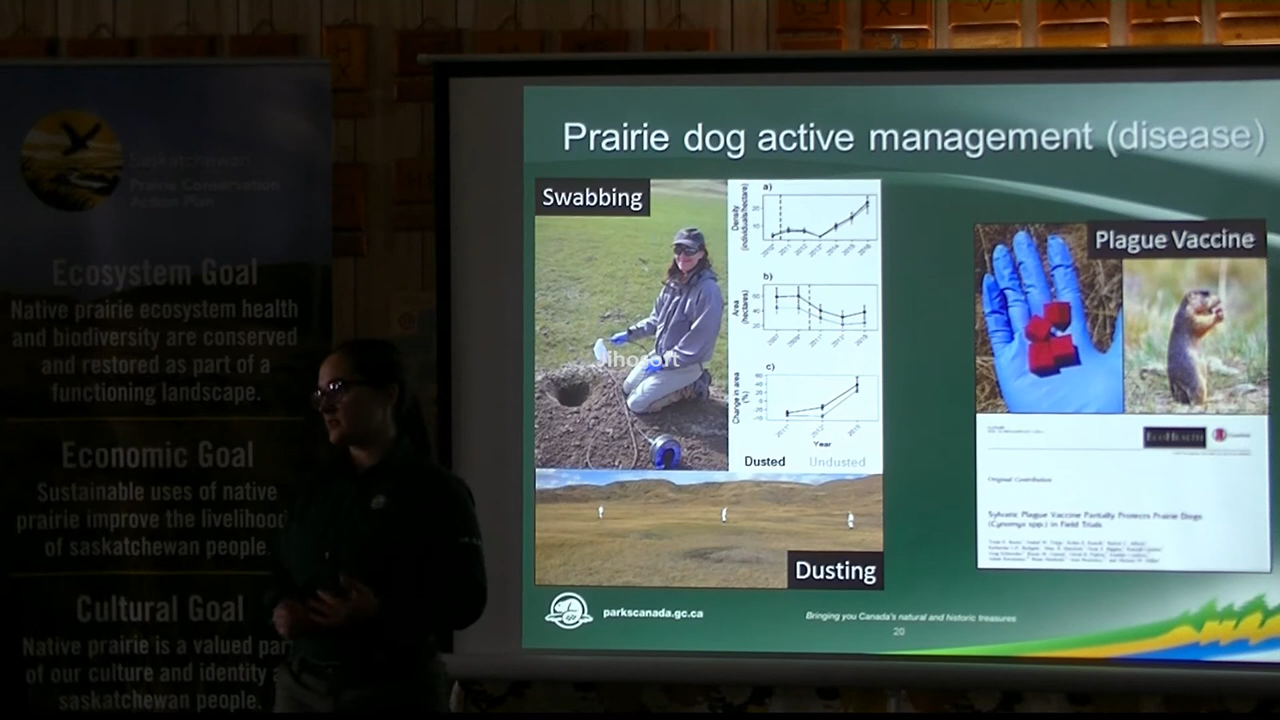 Saskatchewan
Prairie Conservation
Action Plan
Ecosystem Goal
Native prairie ecosystem health
and biodiversity are conserved
and restored as part of a
functioning landscape.
Economic Goal
Sustainable uses of native
prairie improve the livelihood
of saskatchewan people.
Cultural Goal
Native prairie is a valued par
of our culture and identity a
saskatchewan people.
Prairie dog active management (disease)
Swabbing
a)
Density
(individuals/hectare)
b)
Area
(hectares)
c)
Change in area
(%)
Year
Dusted Undusted
Dusting
Plague Vaccine
EcoHealth
Original Contribution
Sylvatic Plague Vaccine Partially Protects Prairie Dogs
(Cynomys spp.) in Field Trials
parkscanada.gc.ca
Bringing you Canada's natural and historic treasures
20